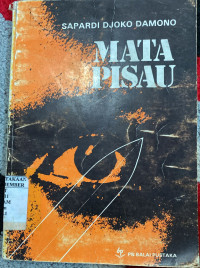 SAPARDI DJOKO DAMONO
MATA
PISAU
PN BALAI PUSTAKA